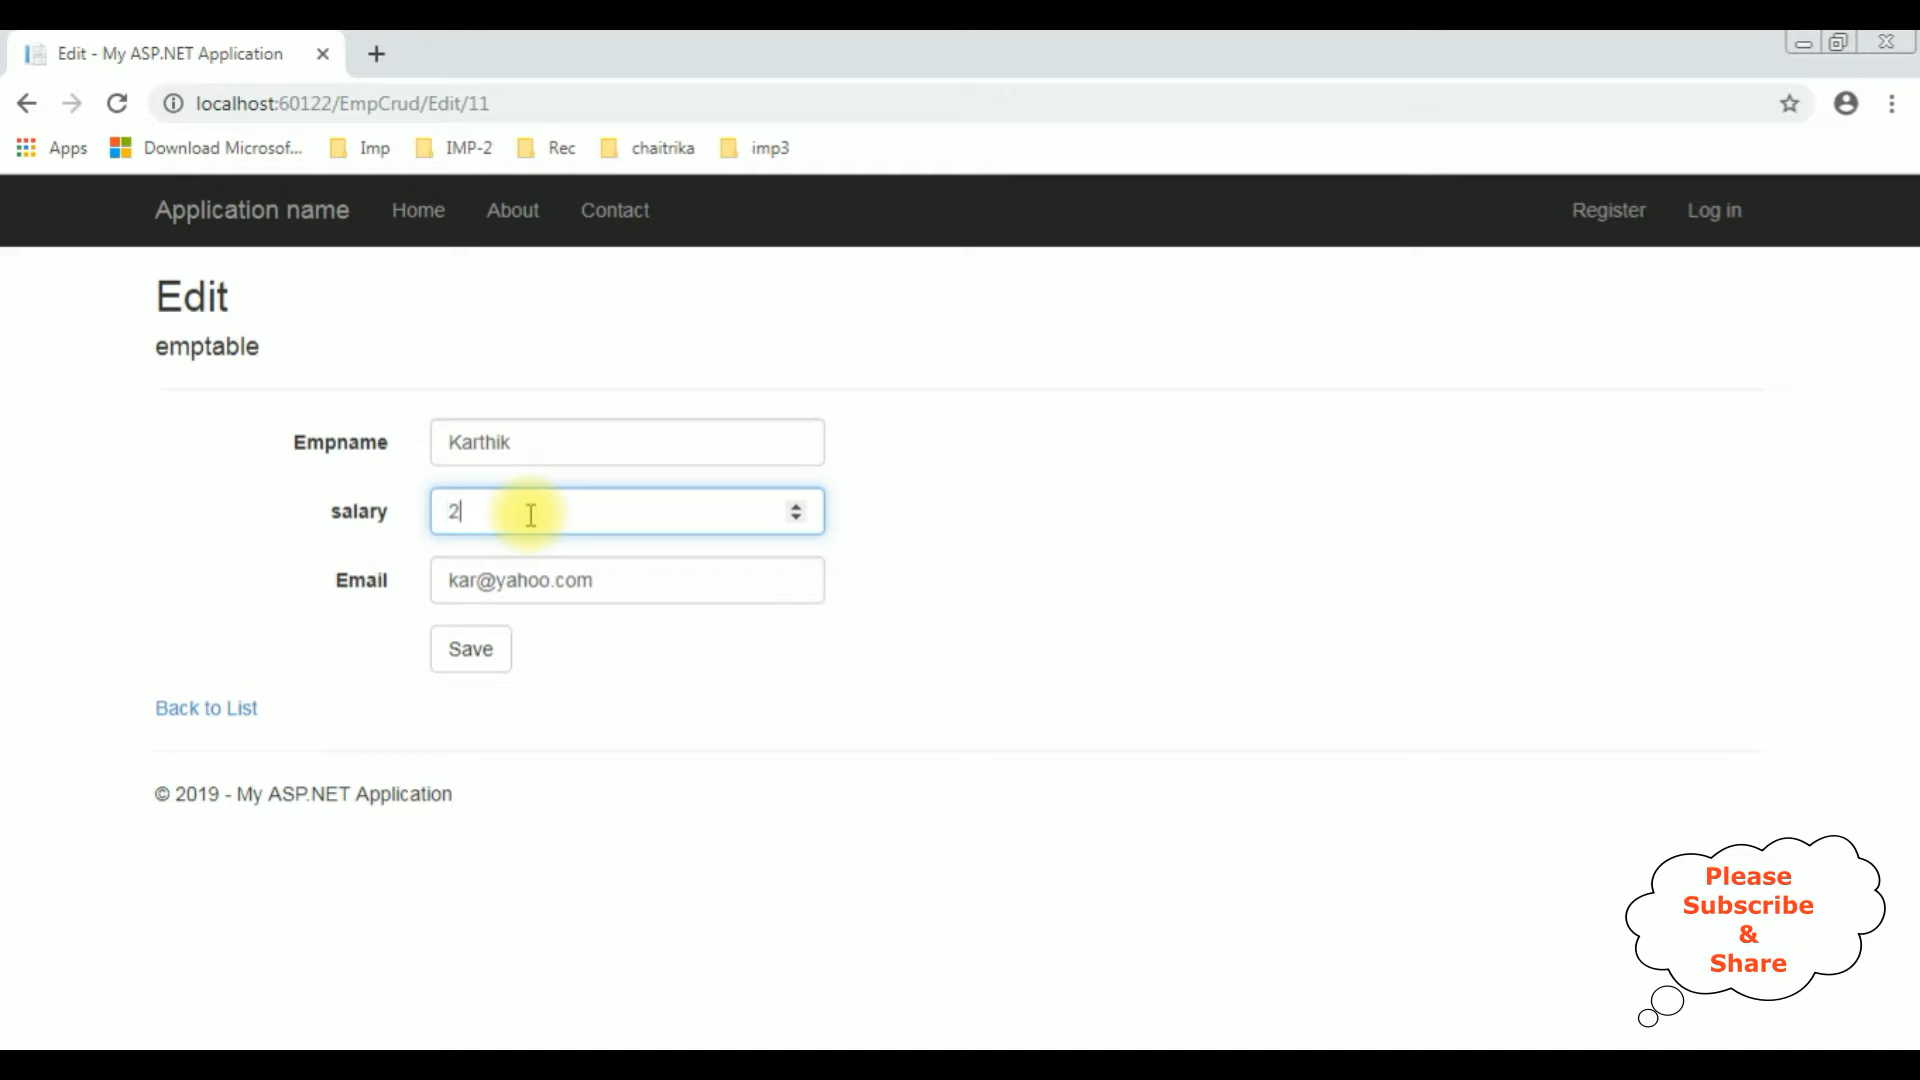 Edit - My ASP.NET Application
localhost:60122/EmpCrud/Edit/11
Apps Download Microsof... Imp IMP-2 Rec chaitrika imp3
Application name Home About Contact Register Log in
Edit
emptable
Empname Karthik
salary 2
Email kar@yahoo.com
Save
Back to List
© 2019 - My ASP.NET Application
Please
Subscribe
&
Share